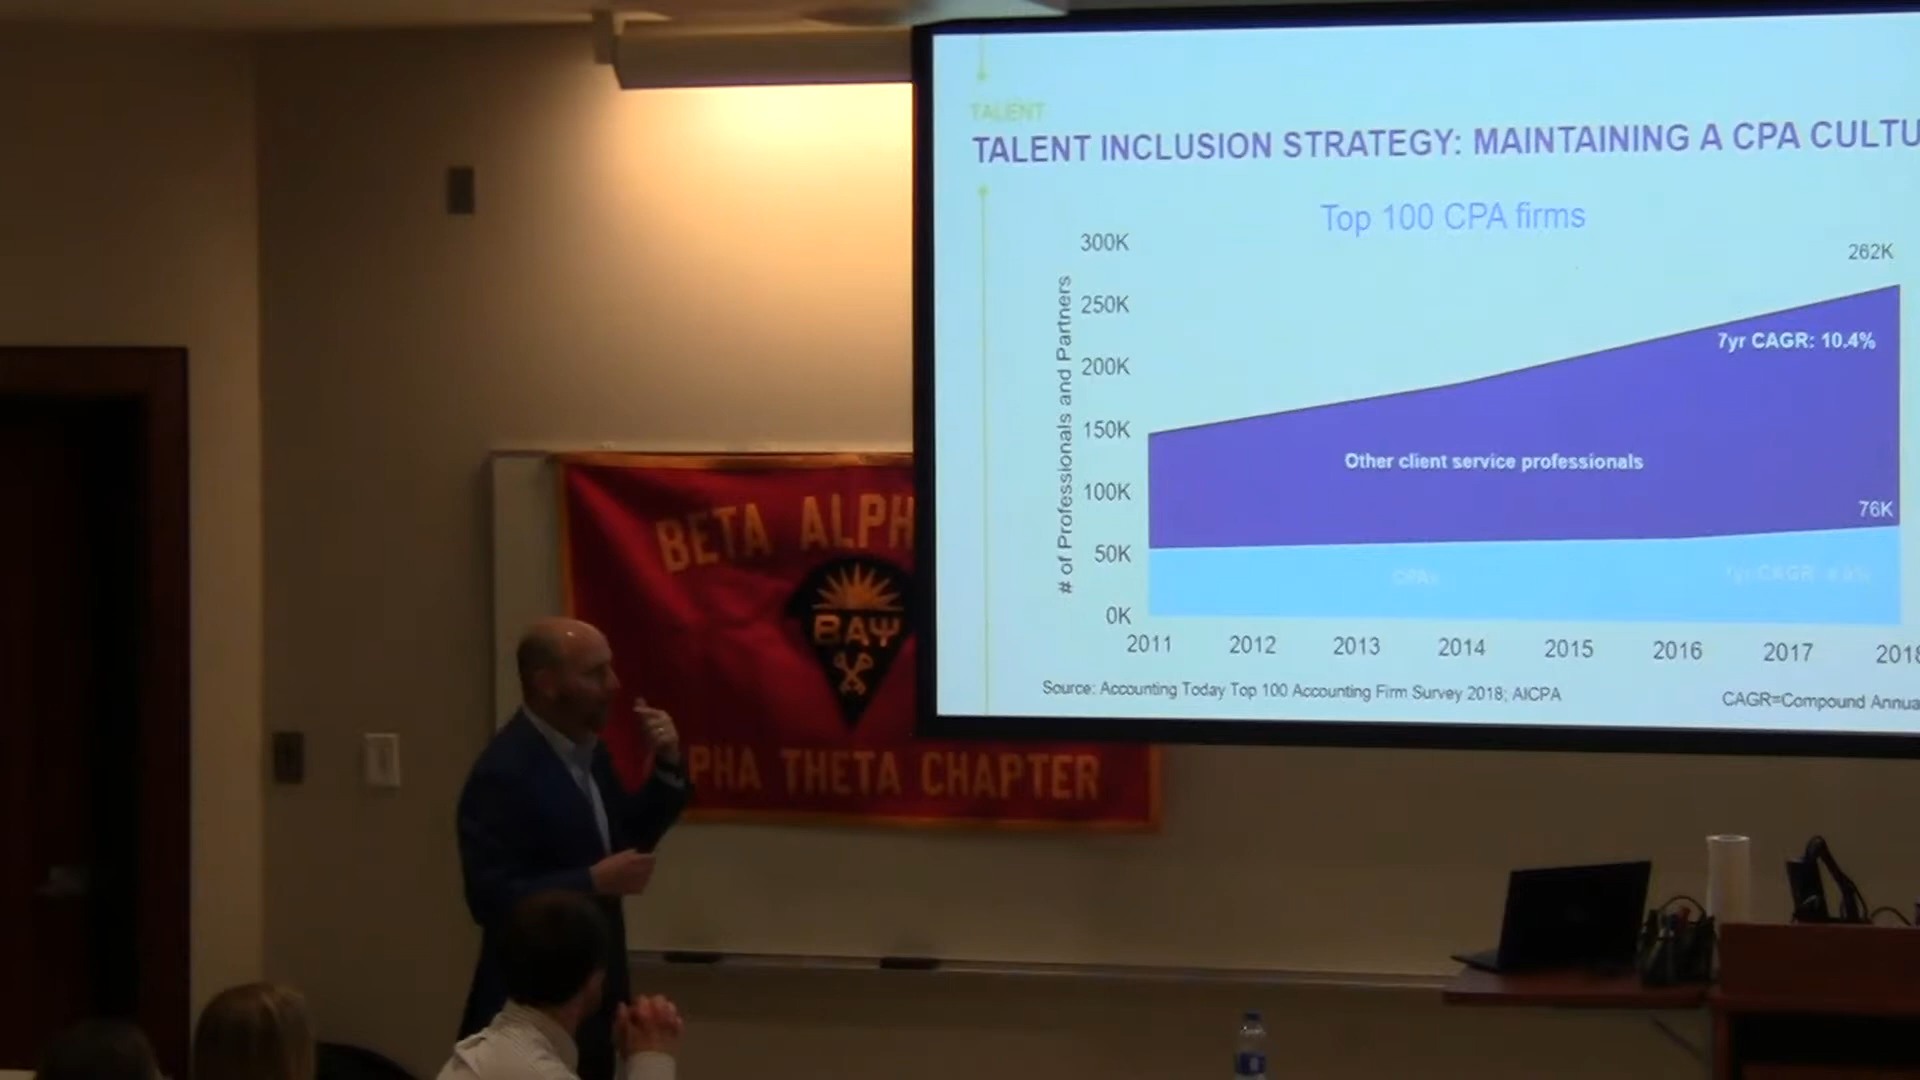 TALENT
TALENT INCLUSION STRATEGY: MAINTAINING A CPA CULTU
Top 100 CPA firms
# of Professionals and Partners
300K
250K
200K
150K
100K
50K
0K
262K
7yr CAGR: 10.4%
Other client service professionals
76K
CPAs
7yr CAGR:
2011 2012 2013 2014 2015 2016 2017 2018
Source: Accounting Today Top 100 Accounting Firm Survey 2018; AICPA
CAGR=Compound Annua
BETA ALPH
ΒΑΨ
PHA THETA CHAPTER